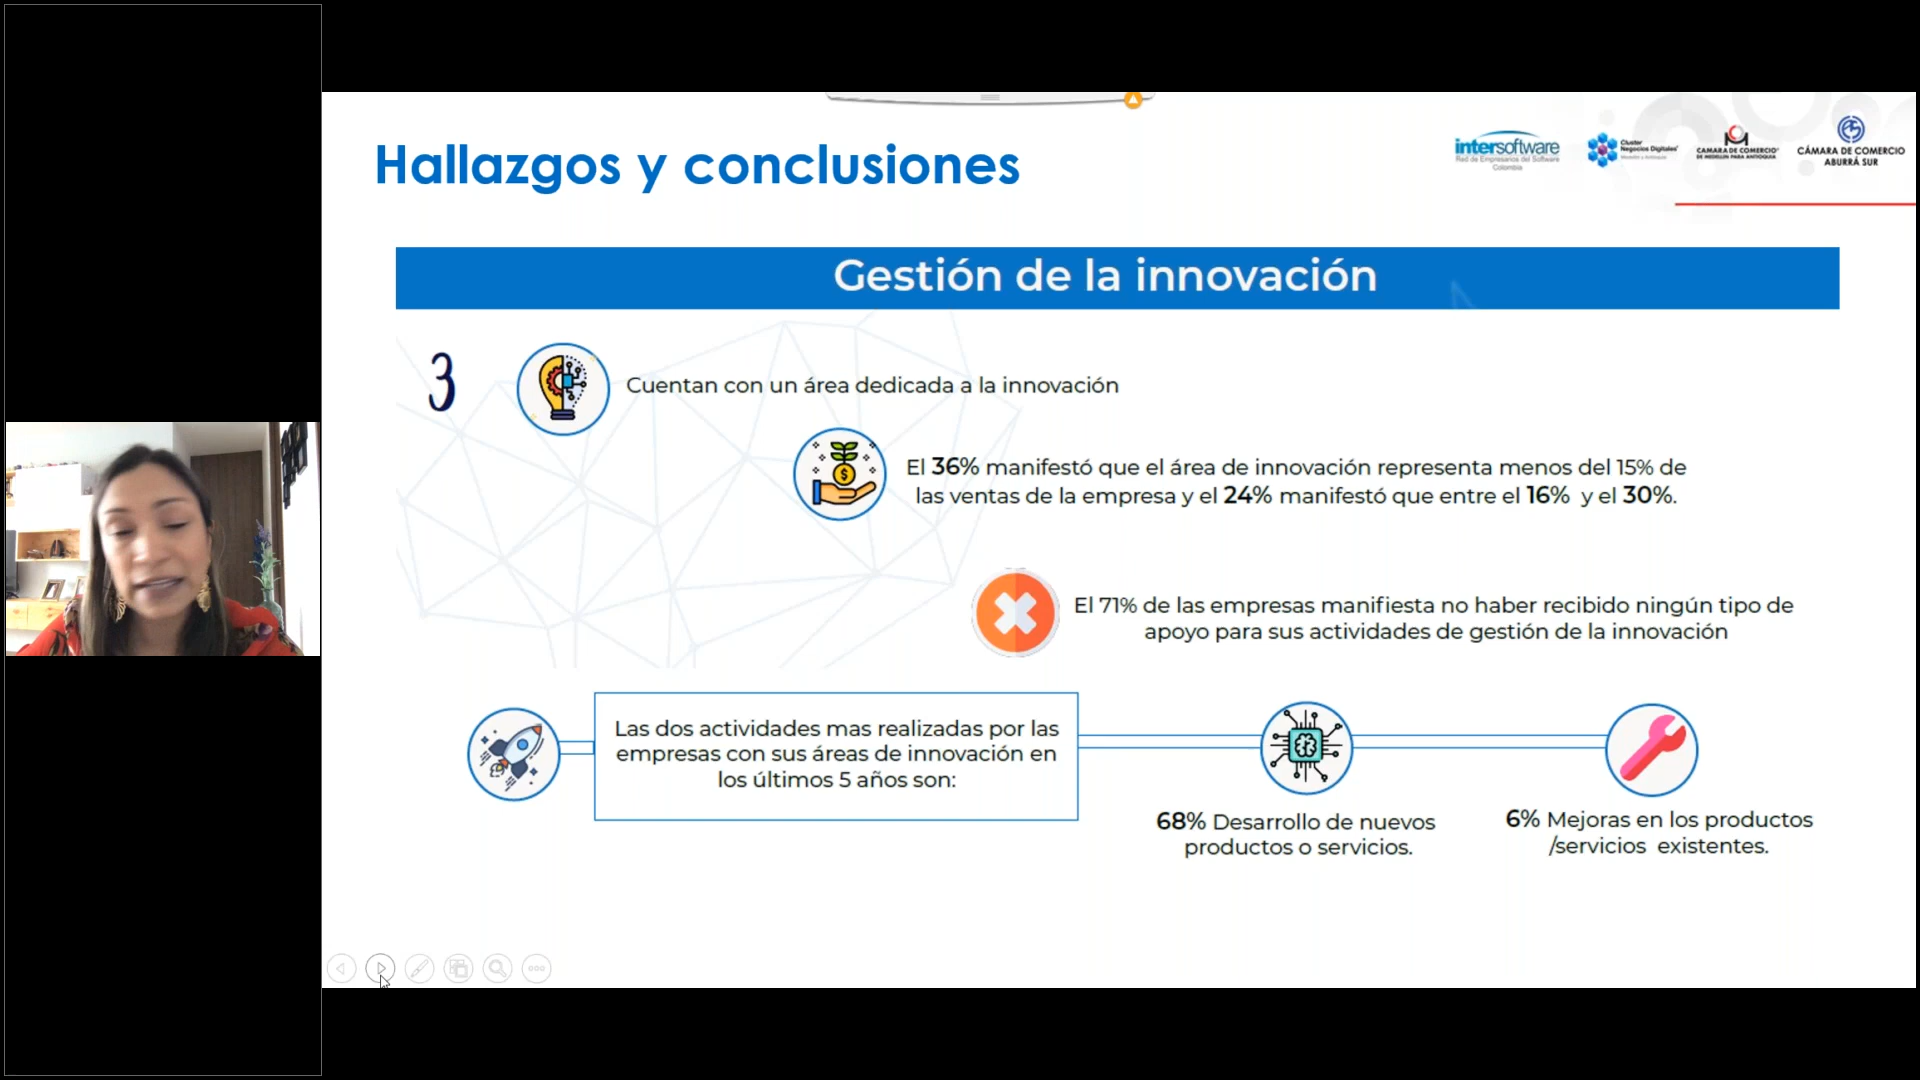 Hallazgos y conclusiones
intersoftware
Red de Empresarios del Software
Colombia
Cluster
Negocios Digitales
Medellín y Antioquia
CAMARA DE COMERCIO
DE MEDELLIN PARA ANTIOQUIA
CÁMARA DE COMERCIO
ABURRÁ SUR
Gestión de la innovación
3
Cuentan con un área dedicada a la innovación
El 36% manifestó que el área de innovación representa menos del 15% de
las ventas de la empresa y el 24% manifestó que entre el 16% y el 30%.
El 71% de las empresas manifiesta no haber recibido ningún tipo de
apoyo para sus actividades de gestión de la innovación
Las dos actividades mas realizadas por las
empresas con sus áreas de innovación en
los últimos 5 años son:
68% Desarrollo de nuevos
productos o servicios.
6% Mejoras en los productos
/servicios existentes.